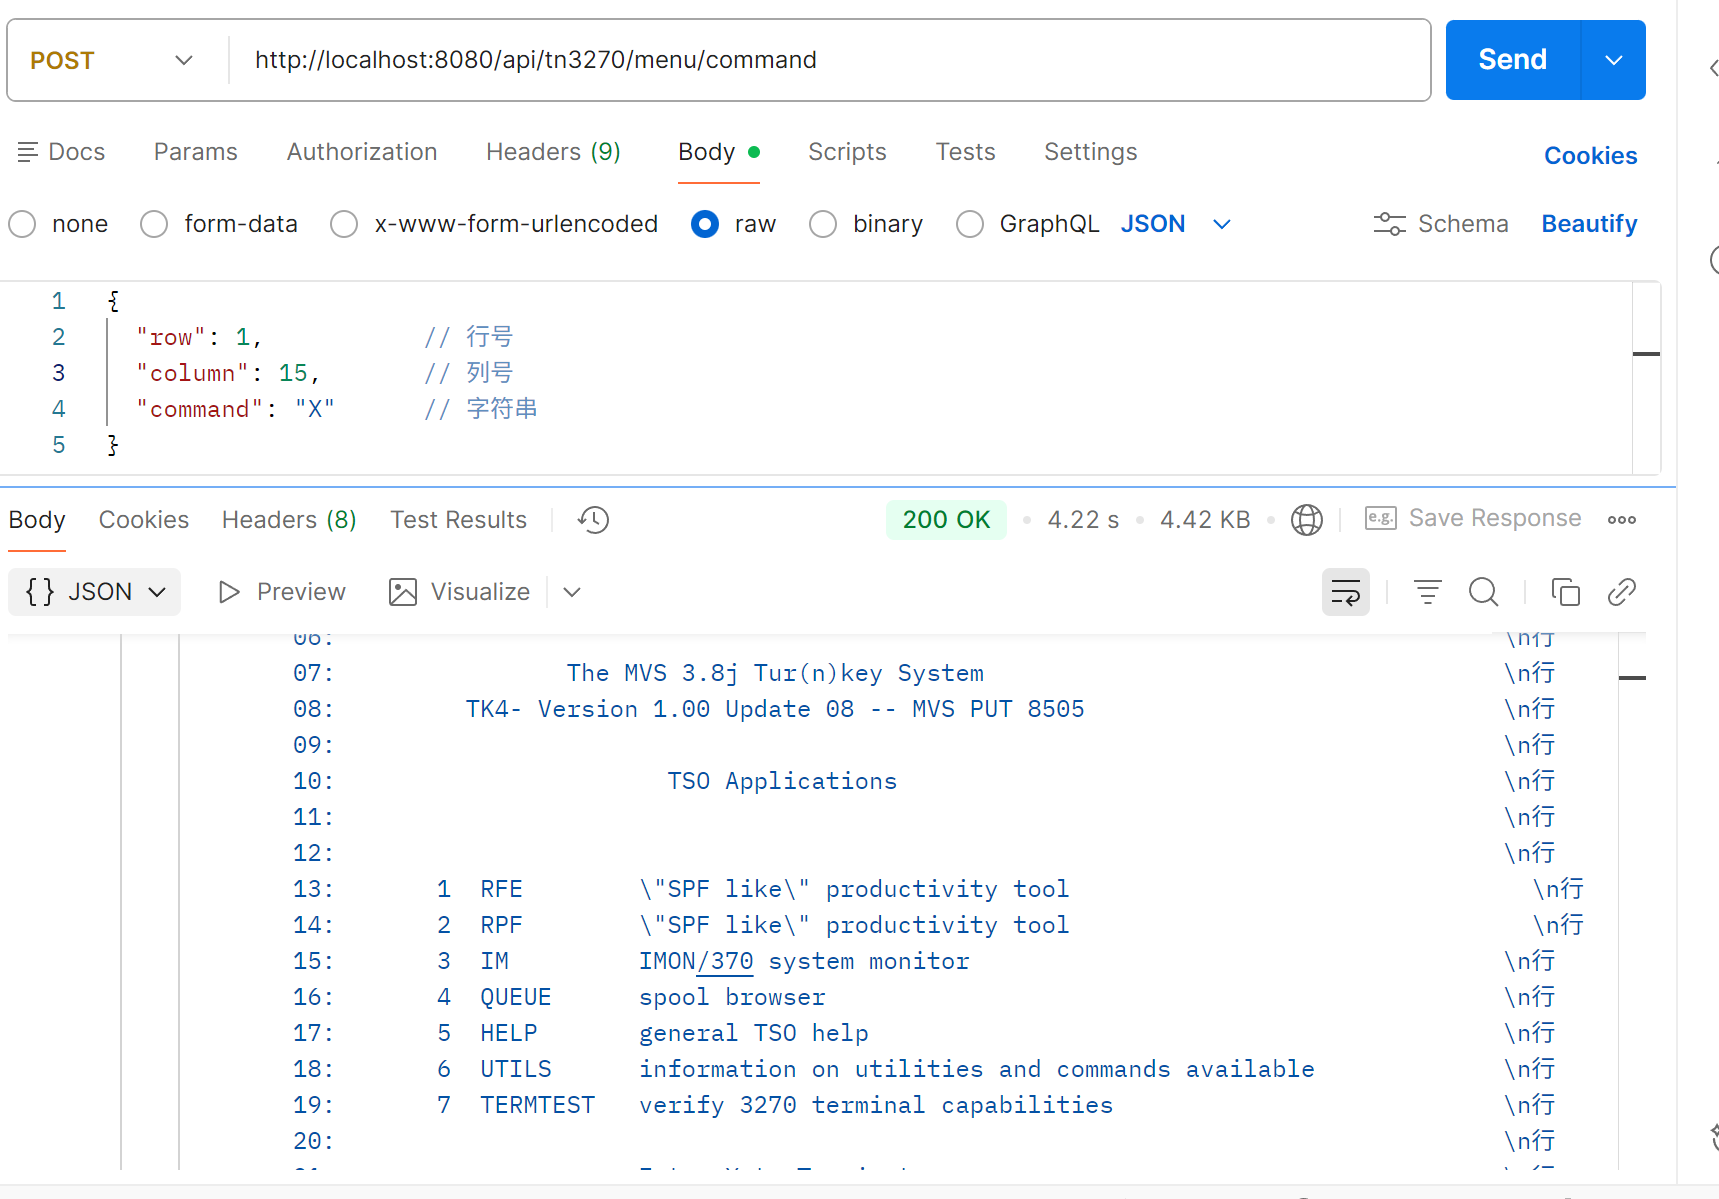 POST http://localhost:8080/api/tn3270/menu/command Send
Docs Params Authorization Headers (9) Body Scripts Tests Settings Cookies
none form-data x-www-form-urlencoded raw binary GraphQL JSON Schema Beautify
1 {
2 "row": 1, // 行号
3 "column": 15, // 列号
4 "command": "X" // 字符串
5 }
Body Cookies Headers (8) Test Results 200 OK 4.22 s 4.42 KB e.g. Save Response
{} JSON Preview Visualize
06: \n行
07: The MVS 3.8j Tur(n)key System \n行
08: TK4- Version 1.00 Update 08 -- MVS PUT 8505 \n行
09: \n行
10: TSO Applications \n行
11: \n行
12: \n行
13: 1 RFE \"SPF like\" productivity tool \n行
14: 2 RPF \"SPF like\" productivity tool \n行
15: 3 IM IMON/370 system monitor \n行
16: 4 QUEUE spool browser \n行
17: 5 HELP general TSO help \n行
18: 6 UTILS information on utilities and commands available \n行
19: 7 TERMTEST verify 3270 terminal capabilities \n行
20: \n行